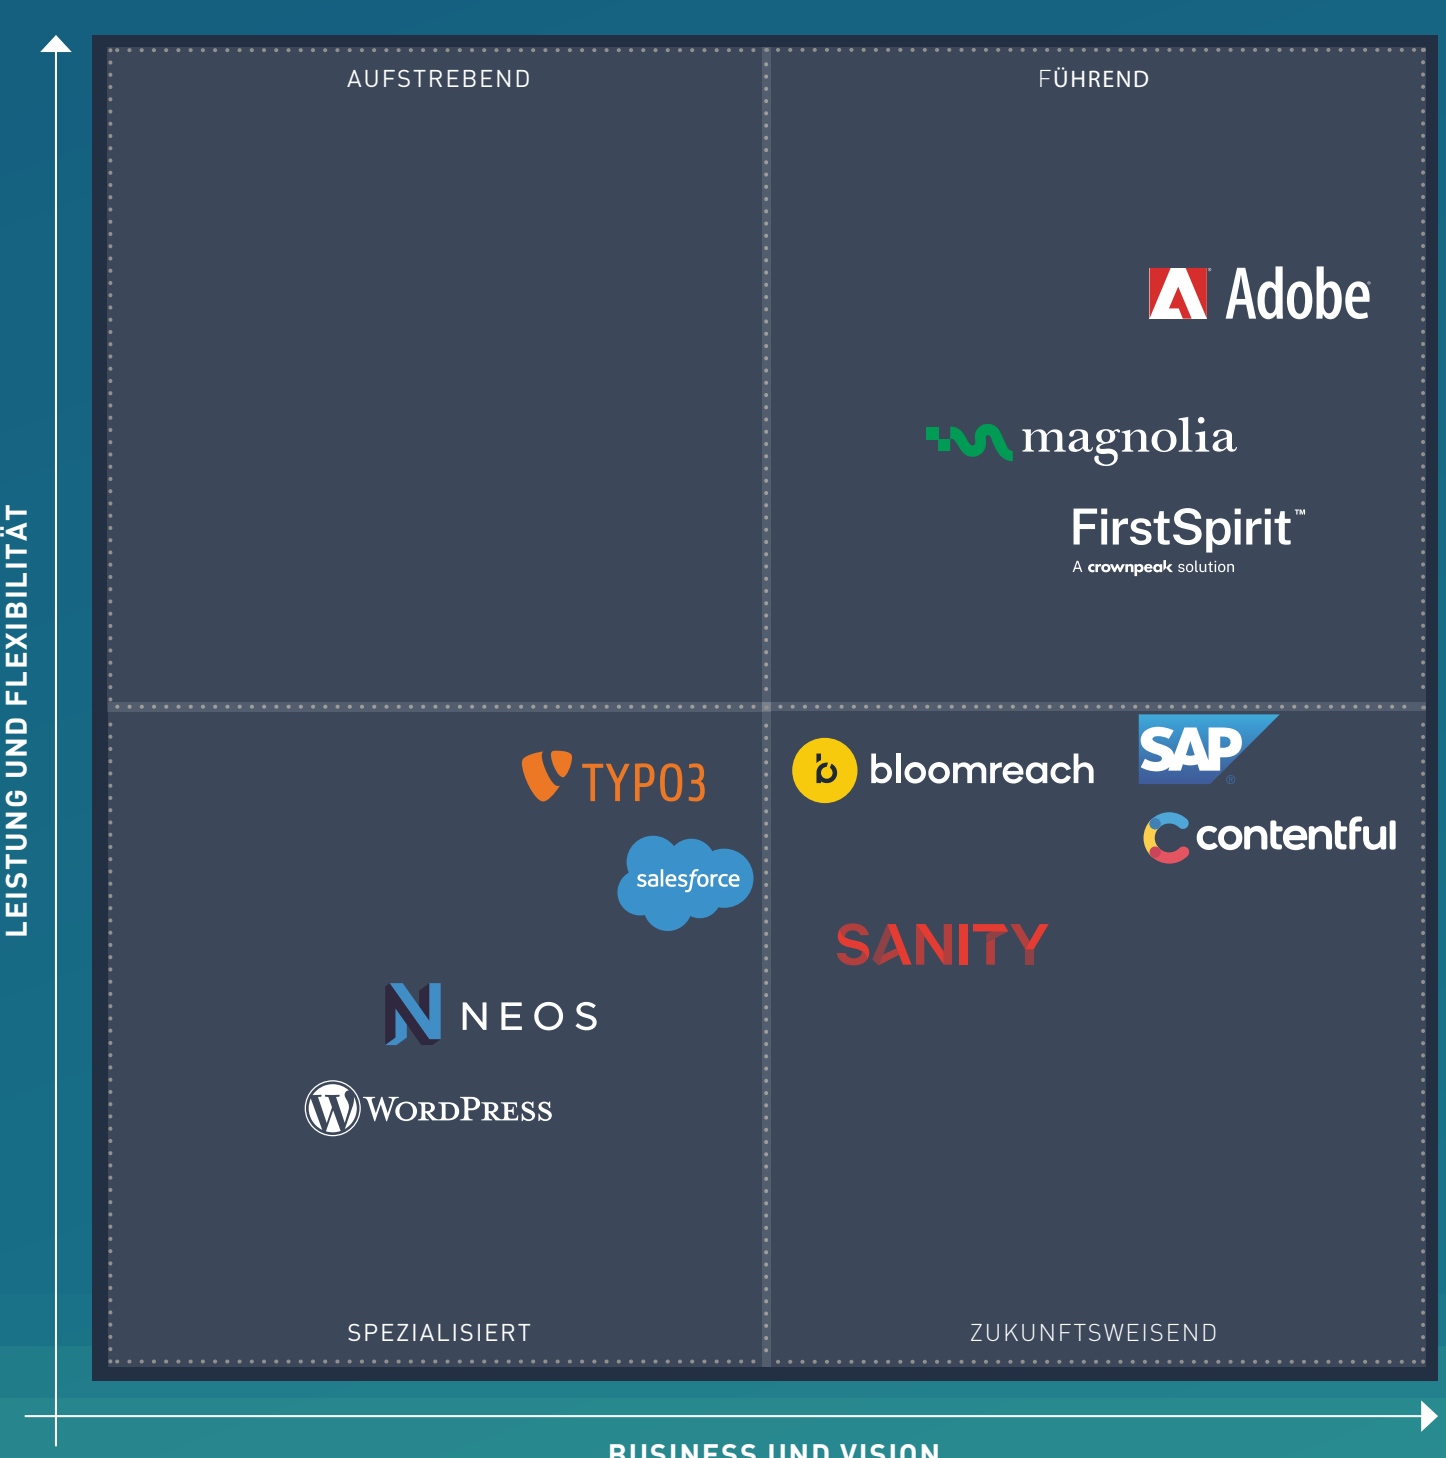 AUFSTREBEND
FÜHREND
Adobe
magnolia
FirstSpirit™
A crownpeak solution
LEISTUNG UND FLEXIBILITÄT
TYPO3
bloomreach
SAP
®
contentful
salesforce
SANITY
NEOS
WORDPRESS
SPEZIALISIERT
ZUKUNFTSWEISEND
BUSINESS UND VISION